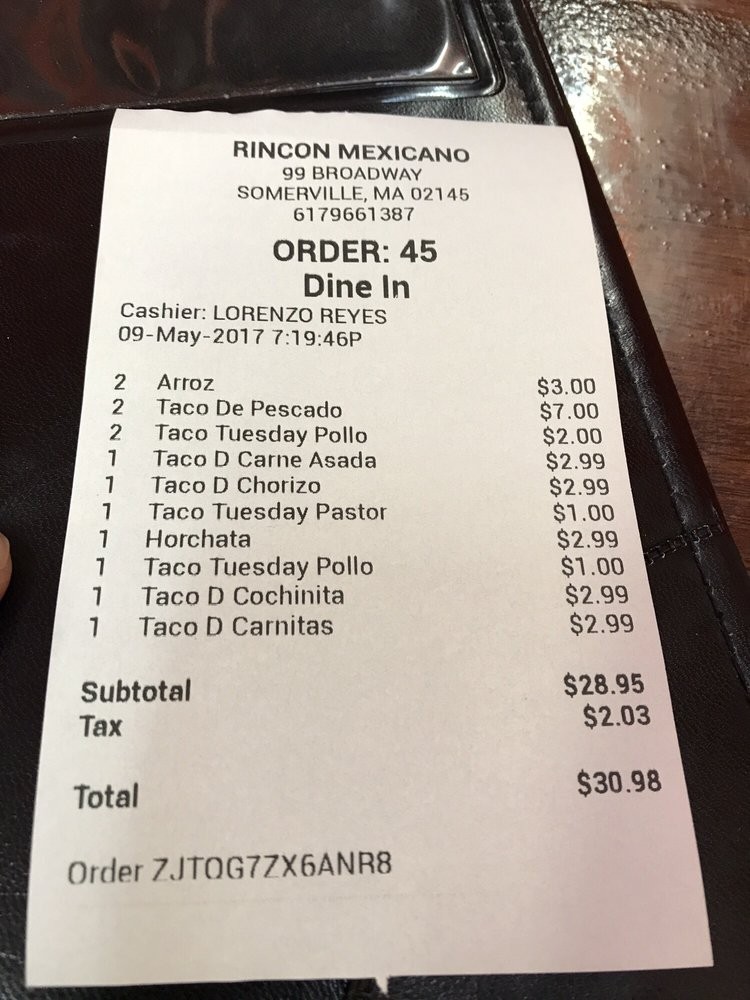 RINCON MEXICANO
99 BROADWAY
SOMERVILLE, MA 02145
6179661387
ORDER: 45
Dine In
Cashier: LORENZO REYES
09-May-2017 7:19:46P
2 Arroz $3.00
2 Taco De Pescado $7.00
2 Taco Tuesday Pollo $2.00
1 Taco D Carne Asada $2.99
1 Taco D Chorizo $2.99
1 Taco Tuesday Pastor $1.00
1 Horchata $2.99
1 Taco Tuesday Pollo $1.00
1 Taco D Cochinita $2.99
1 Taco D Carnitas $2.99
Subtotal $28.95
Tax $2.03
Total $30.98
Order ZJTQG7ZX6ANR8